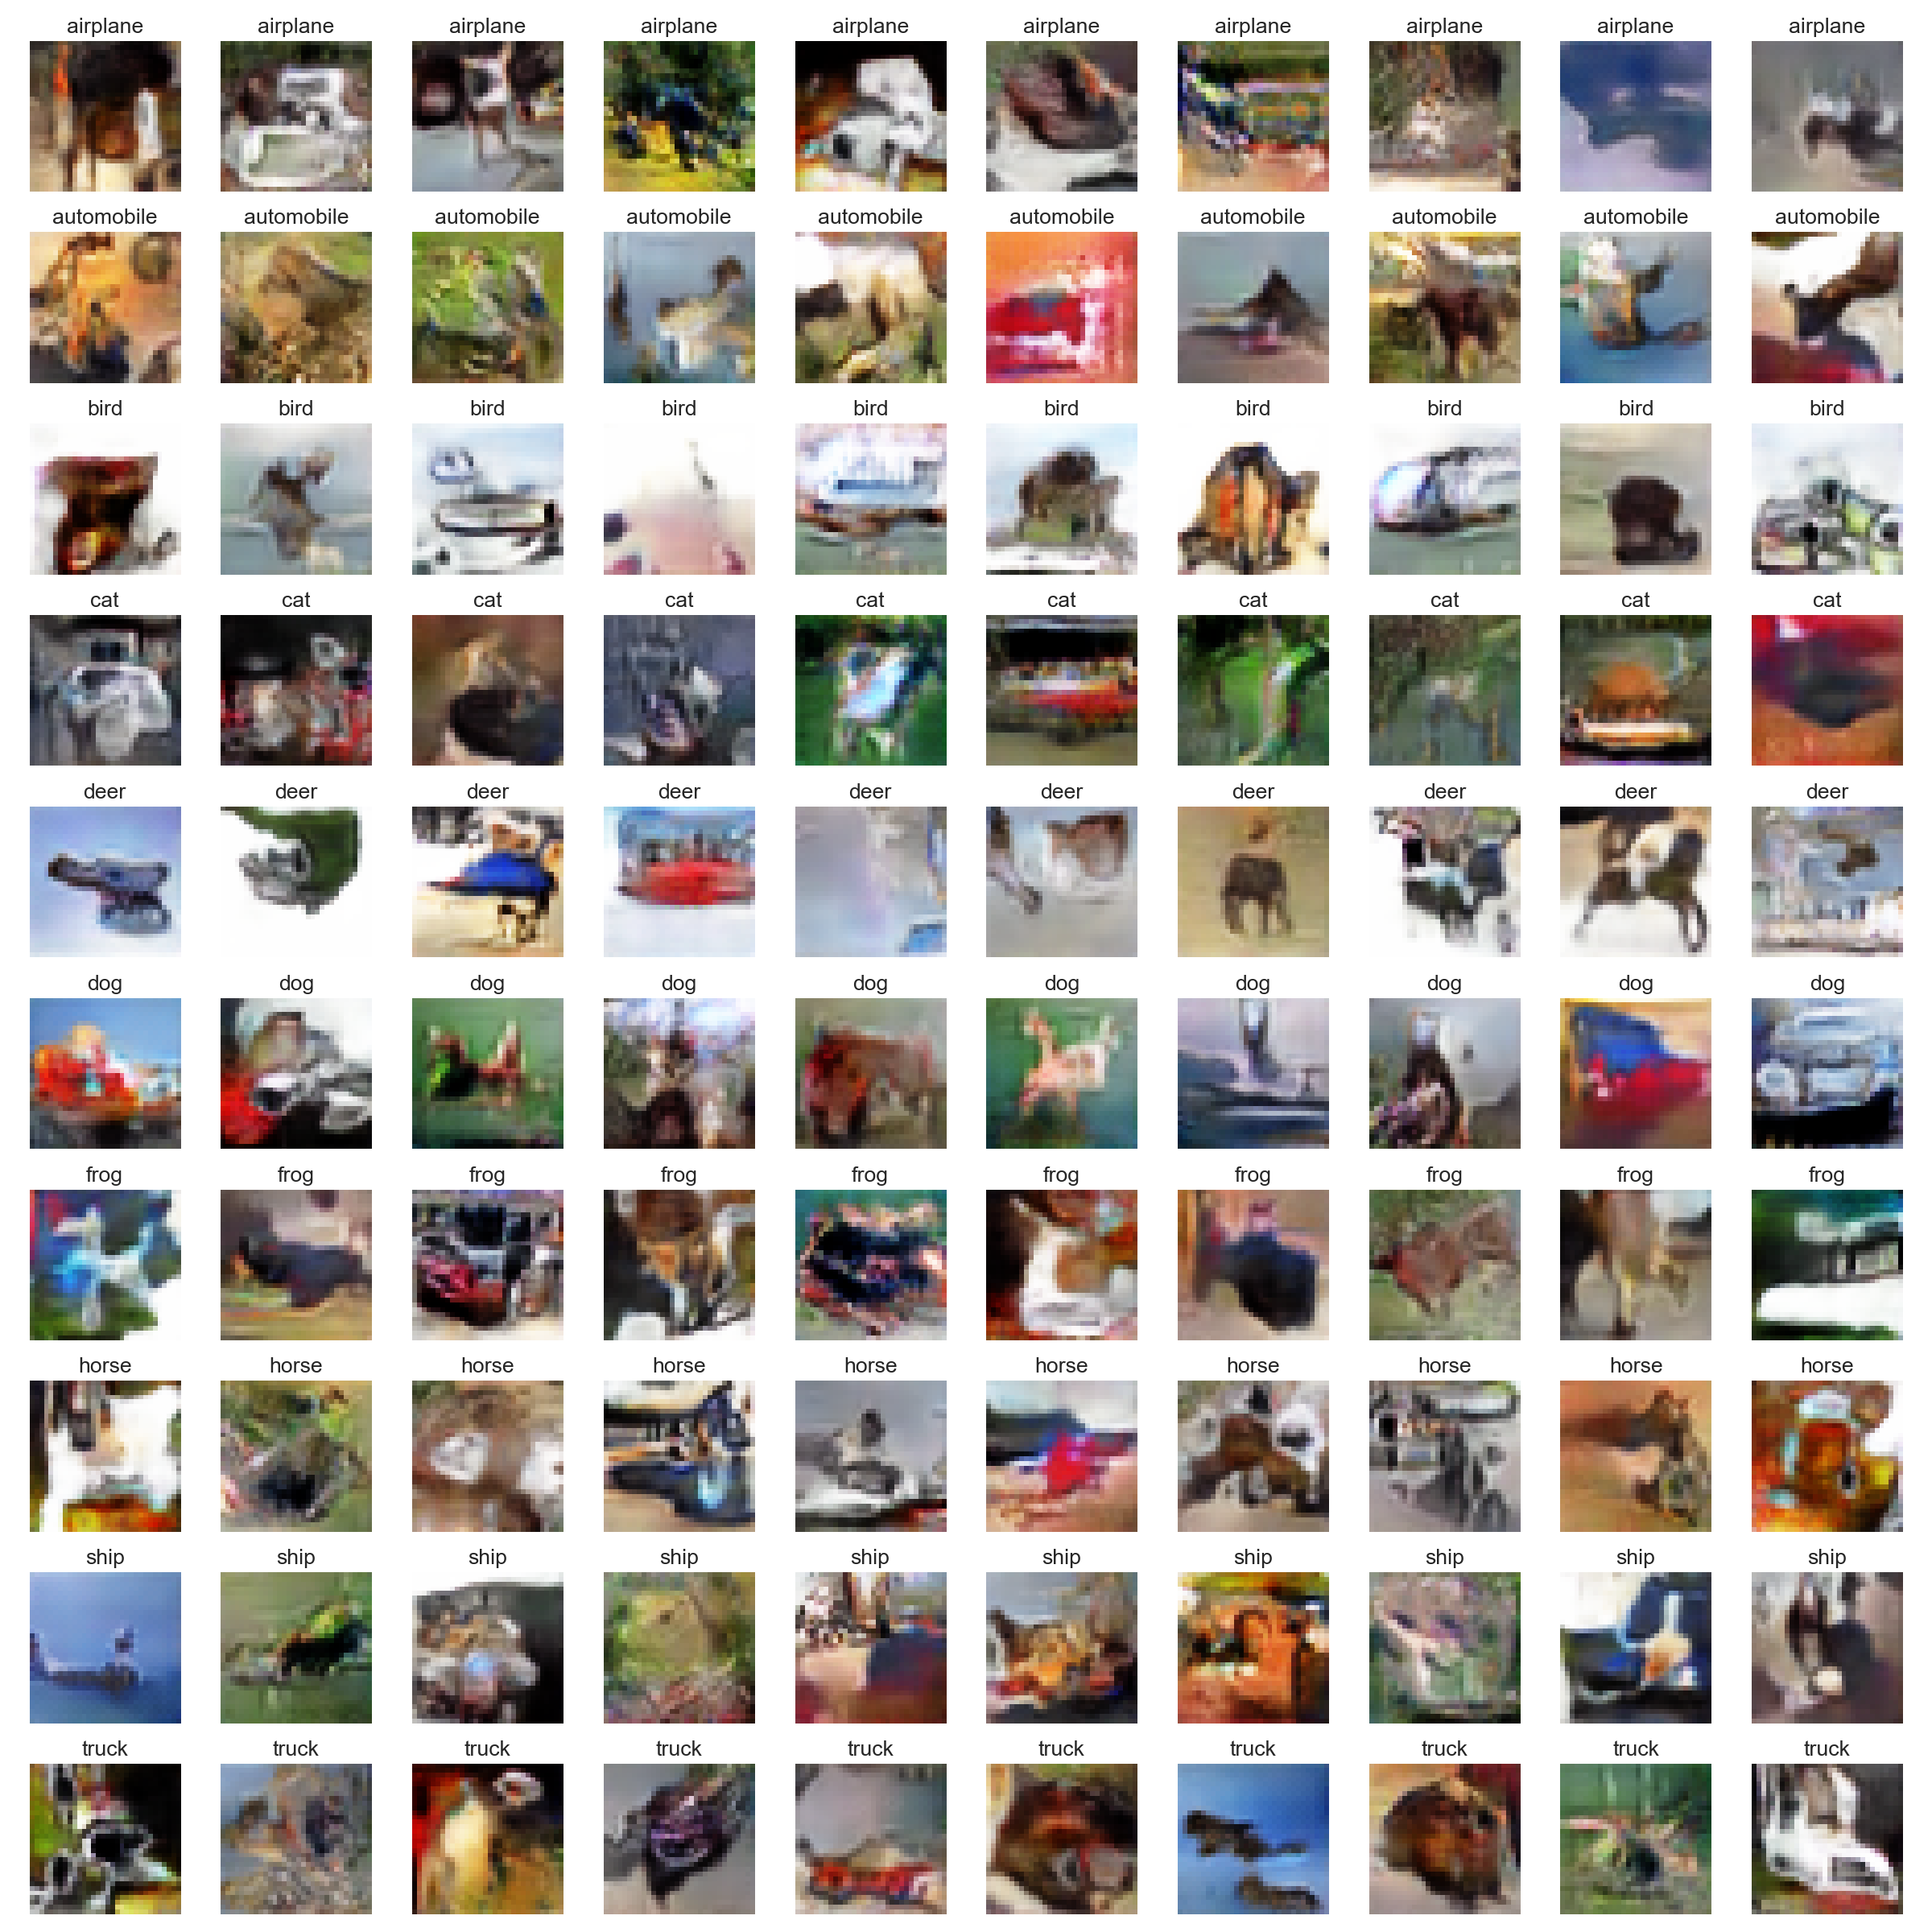 airplane airplane airplane airplane airplane airplane airplane airplane airplane airplane
automobile automobile automobile automobile automobile automobile automobile automobile automobile automobile
bird bird bird bird bird bird bird bird bird bird
cat cat cat cat cat cat cat cat cat cat
deer deer deer deer deer deer deer deer deer deer
dog dog dog dog dog dog dog dog dog dog
frog frog frog frog frog frog frog frog frog frog
horse horse horse horse horse horse horse horse horse horse
ship ship ship ship ship ship ship ship ship ship
truck truck truck truck truck truck truck truck truck truck